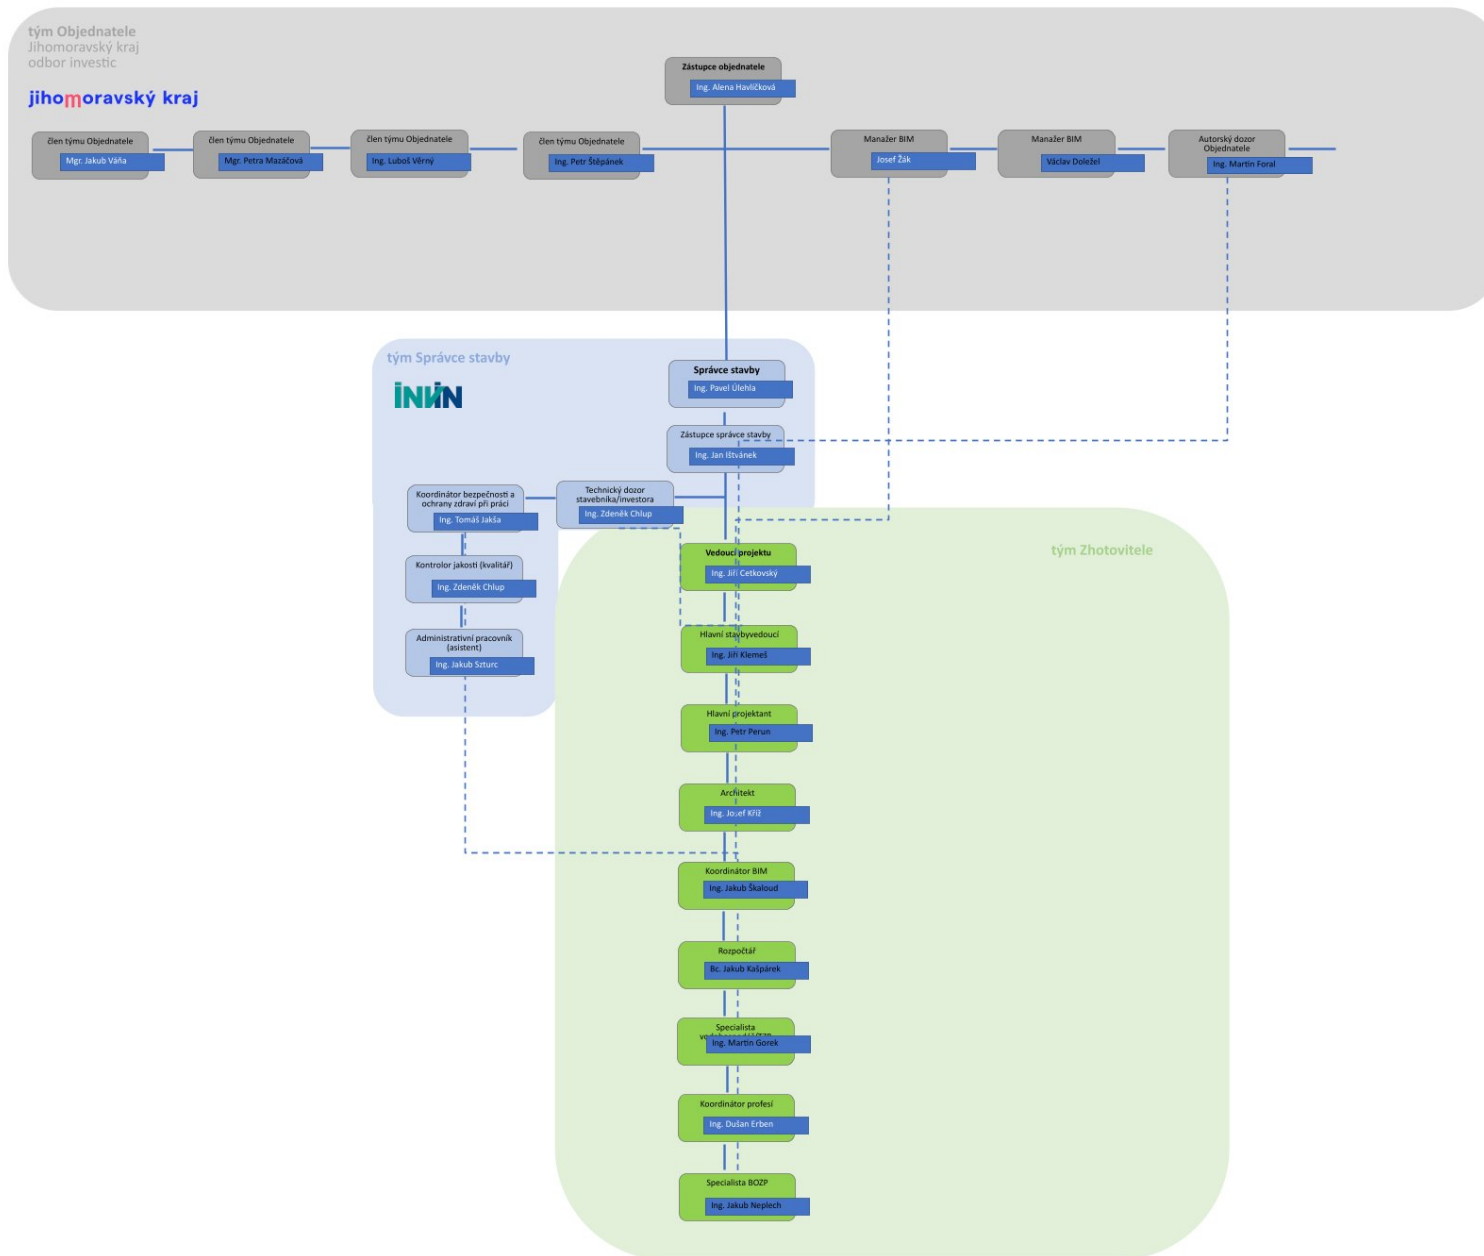 tým Objednatele
Jihomoravský kraj
odbor investic
jihomoravský kraj
Zástupce objednatele
Ing. Alena Havlíčková
člen týmu Objednatele
Mgr. Jakub Váňa
člen týmu Objednatele
Mgr. Petra Mazáčová
člen týmu Objednatele
Ing. Luboš Věrný
člen týmu Objednatele
Ing. Petr Štěpánek
Manažer BIM
Josef Žák
Manažer BIM
Václav Doležel
Autorský dozor
Objednatele
Ing. Martin Foral
tým Správce stavby
INVIN
Správce stavby
Ing. Pavel Úlehla
Zástupce správce stavby
Ing. Jan Ištvánek
Technický dozor
stavebníka/investora
Ing. Zdeněk Chlup
Koordinátor bezpečnosti a
ochrany zdraví při práci
Ing. Tomáš Jakša
Kontrolor jakosti (kvalitář)
Ing. Zdeněk Chlup
Administrativní pracovník
(asistent)
Ing. Jakub Szturc
tým Zhotovitele
Vedoucí projektu
Ing. Jiří Cetkovský
Hlavní stavbyvedoucí
Ing. Jiří Klemeš
Hlavní projektant
Ing. Petr Perun
Architekt
Ing. Josef Kříž
Koordinátor BIM
Ing. Jakub Škaloud
Rozpočtář
Bc. Jakub Kašpárek
Specialista
Ing. Martin Gorek
Koordinátor profesí
Ing. Dušan Erben
Specialista BOZP
Ing. Jakub Neplech